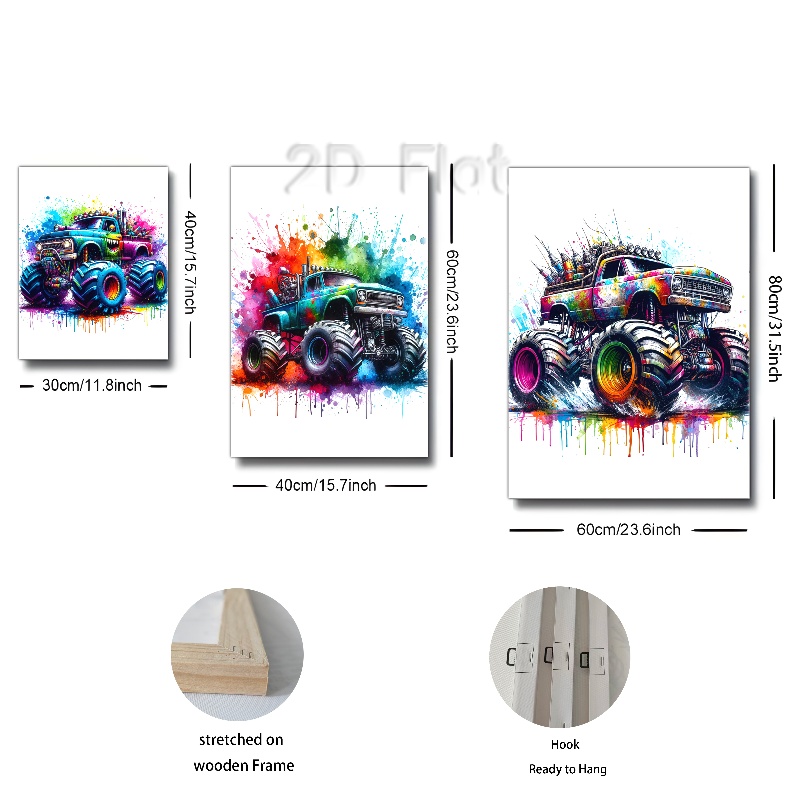 2D Flat
40cm/15.7inch
30cm/11.8inch
60cm/23.6inch
40cm/15.7inch
80cm/31.5inch
60cm/23.6inch
stretched on
wooden Frame
Hook
Ready to Hang